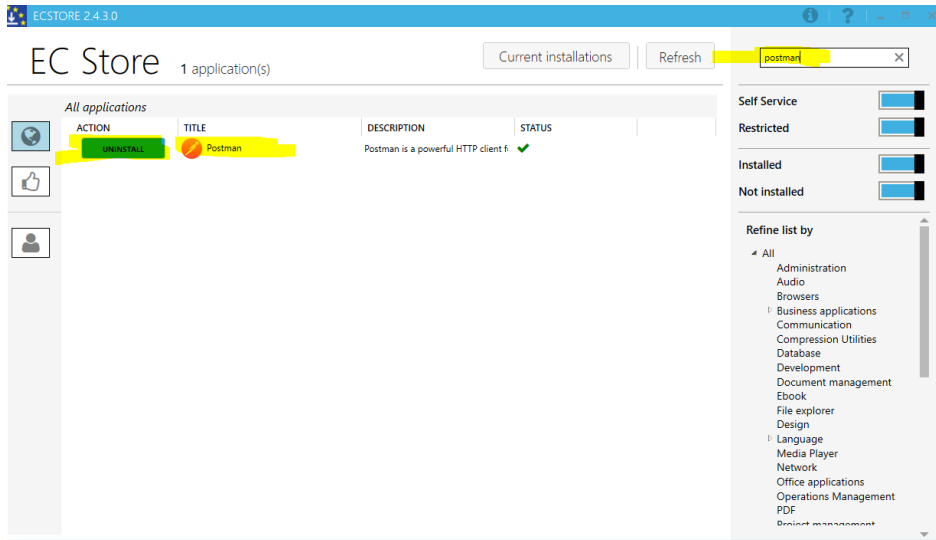 ECSTORE 2.4.3.0
EC Store 1 application(s)
Current installations
Refresh
postman
All applications
ACTION TITLE DESCRIPTION STATUS
UNINSTALL Postman Postman is a powerful HTTP client f
Self Service
Restricted
Installed
Not installed
Refine list by
All
Administration
Audio
Browsers
Business applications
Communication
Compression Utilities
Database
Development
Document management
Ebook
File explorer
Design
Language
Media Player
Network
Office applications
Operations Management
PDF
Project management